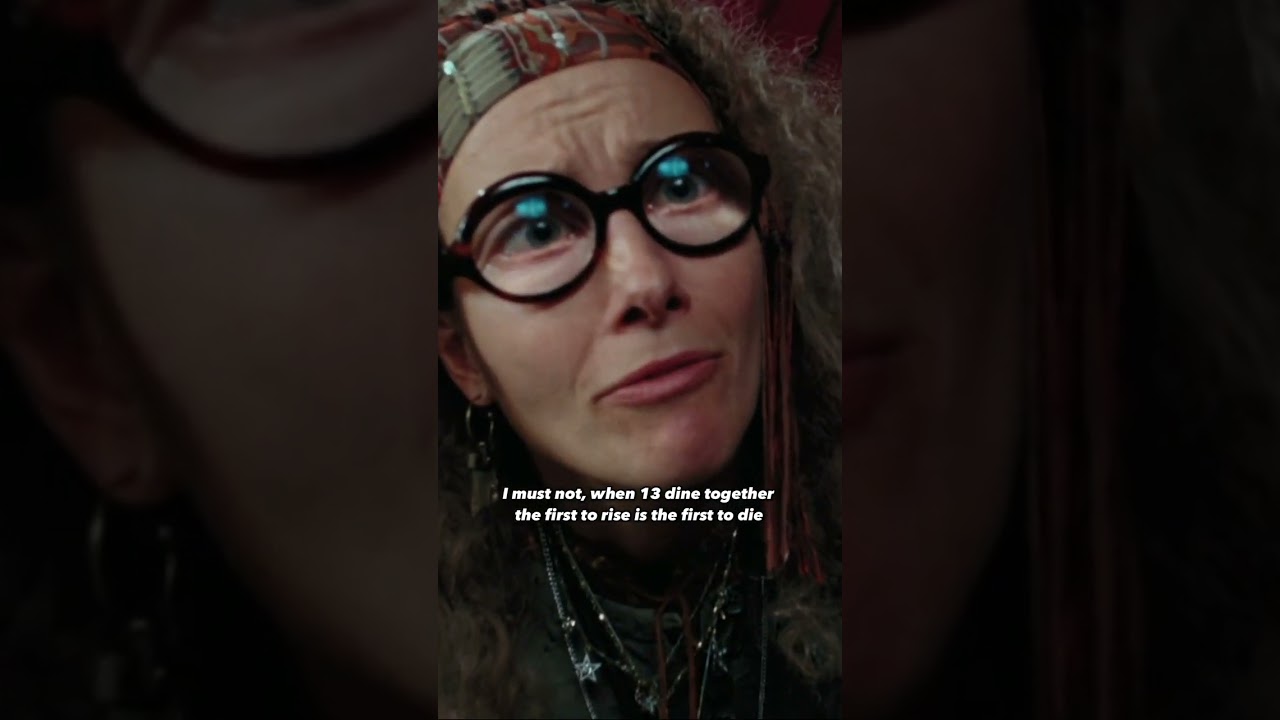 I must not, when 13 dine together
the first to rise is the first to die